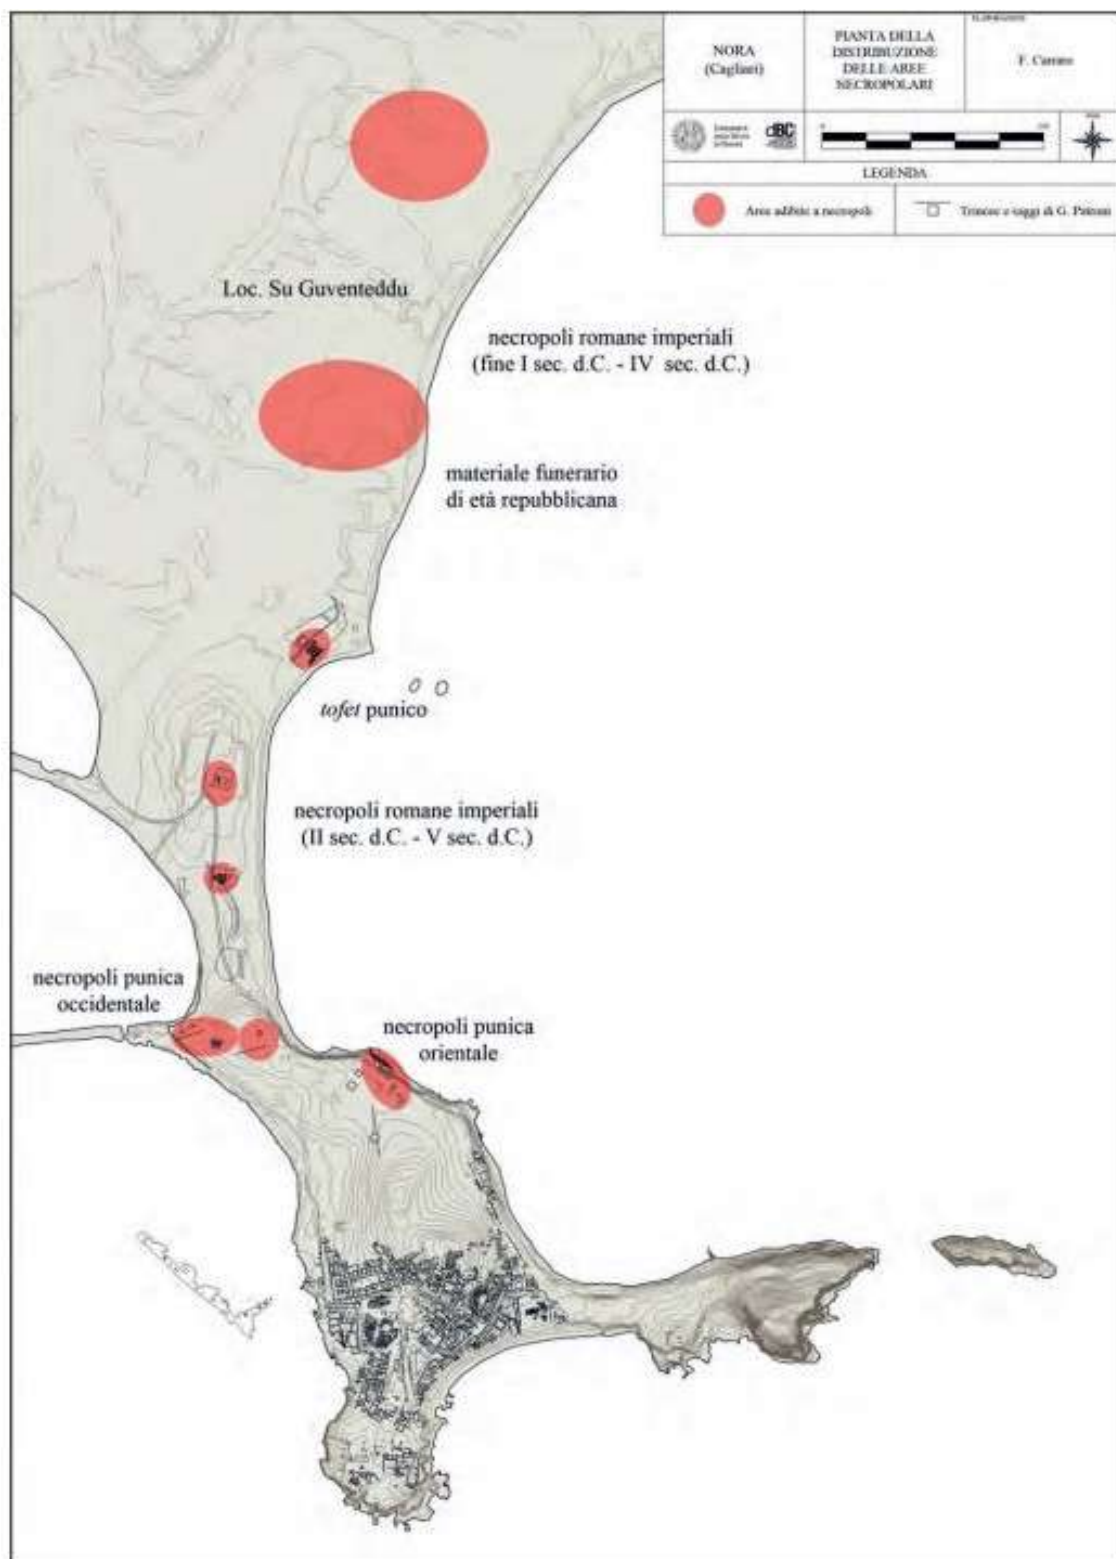 NORA
(Cagliari)
PIANTA DELLA
DISTRIBUZIONE
DELLE AREE
NECROPOLARI
LEGENDA
Aree adibite a necropoli
Trincee e saggi di G. Patroni
Loc. Su Guventeddu
necropoli romane imperiali
(fine I sec. d.C. - IV sec. d.C.)
materiale funerario
di età repubblicana
tofet punico
necropoli romane imperiali
(II sec. d.C. - V sec. d.C.)
necropoli punica
occidentale
necropoli punica
orientale